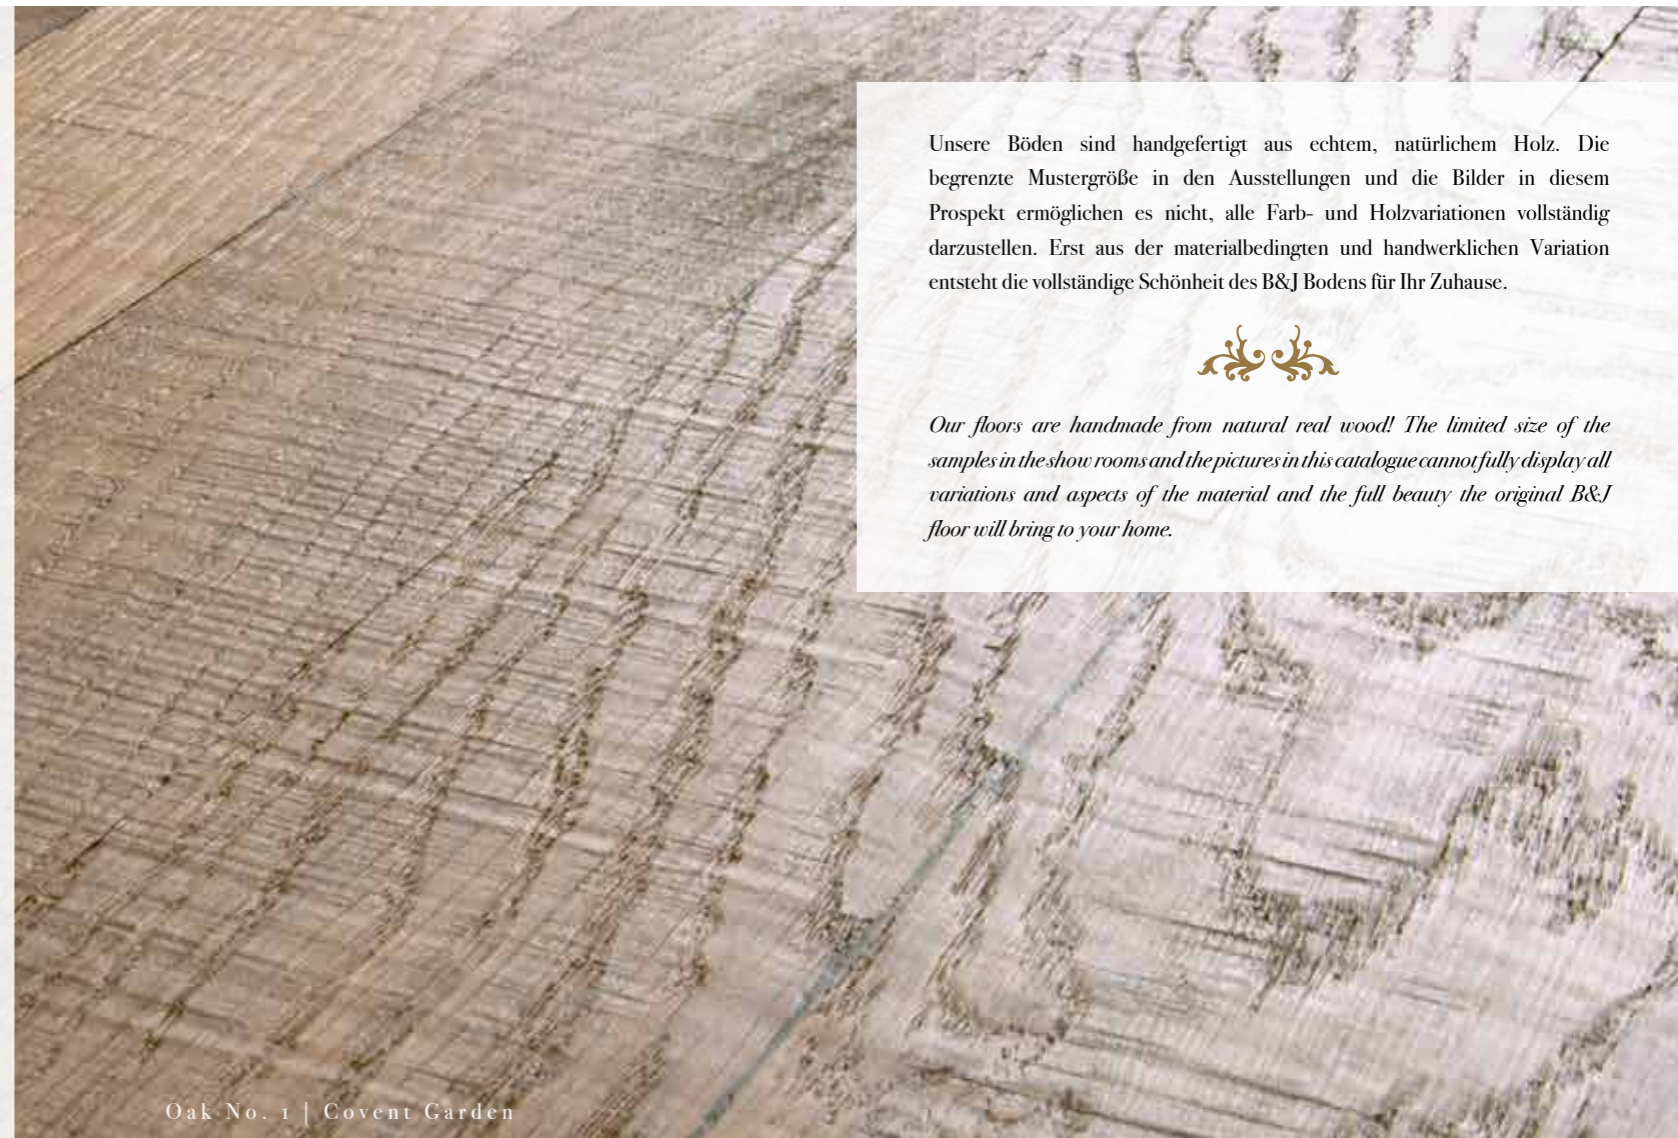 Unsere Böden sind handgefertigt aus echtem, natürlichem Holz. Die
begrenzte Mustergröße in den Ausstellungen und die Bilder in diesem
Prospekt ermöglichen es nicht, alle Farb- und Holzvariationen vollständig
darzustellen. Erst aus der materialbedingten und handwerklichen Variation
entsteht die vollständige Schönheit des B&J Bodens für Ihr Zuhause.
Our floors are handmade from natural real wood! The limited size of the
samples in the show rooms and the pictures in this catalogue cannot fully display all
variations and aspects of the material and the full beauty the original B&J
floor will bring to your home.
Oak No. 1 | Covent Garden